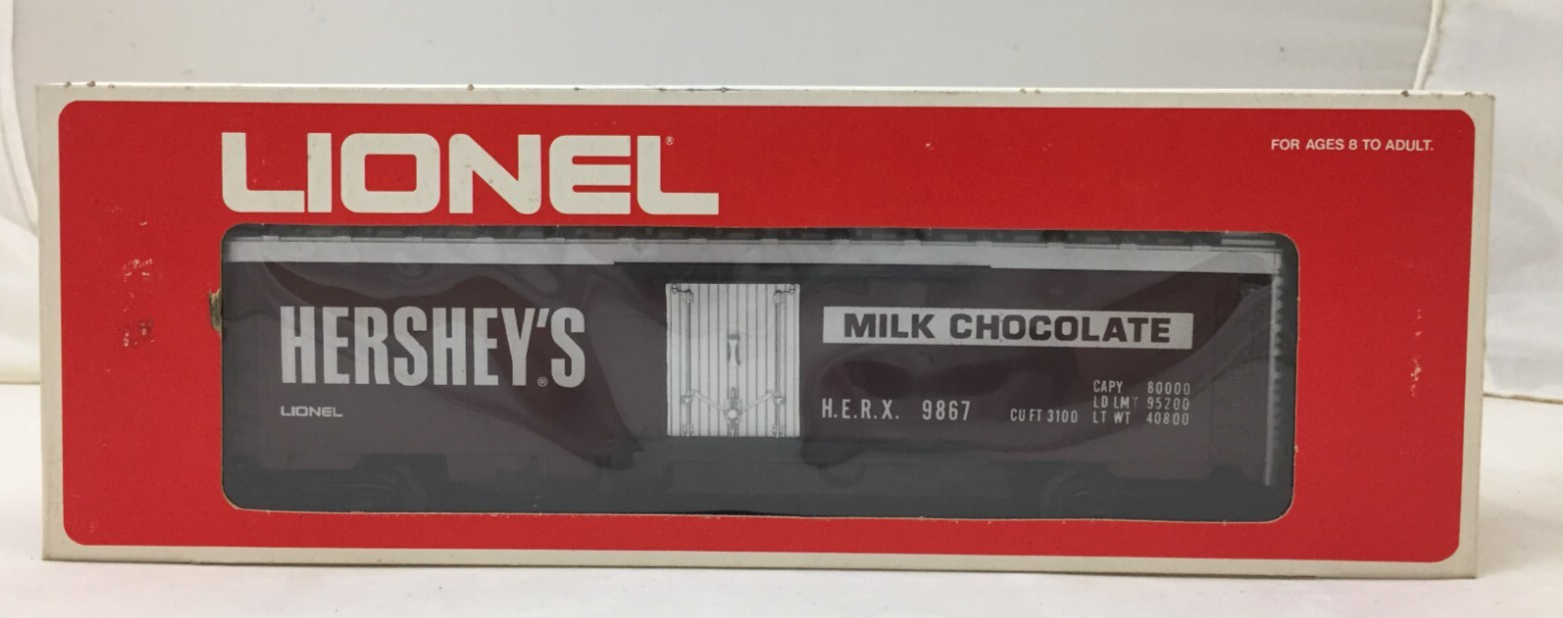 LIONEL®
FOR AGES 8 TO ADULT.
HERSHEY'S®
LIONEL
MILK CHOCOLATE
H.E.R.X. 9867
CU FT 3100
CAPY 80000
LD LMT 95200
LT WT 40800